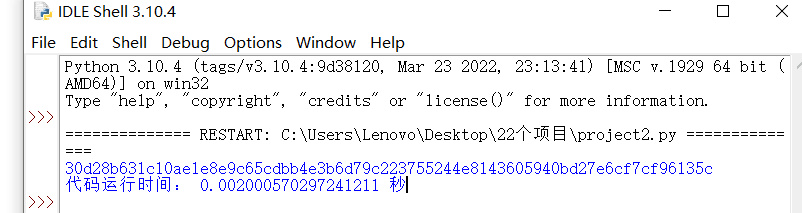 IDLE Shell 3.10.4
File Edit Shell Debug Options Window Help
Python 3.10.4 (tags/v3.10.4:9d38120, Mar 23 2022, 23:13:41) [MSC v.1929 64 bit (
AMD64)] on win32
Type "help", "copyright", "credits" or "license()" for more information.
>>>
============== RESTART: C:\Users\Lenovo\Desktop\22个项目\project2.py ============
===
30d28b631c10ae1e8e9c65cdbb4e3b6d79c223755244e8143605940bd27e6cf7cf96135c
代码运行时间： 0.002000570297241211 秒
>>>